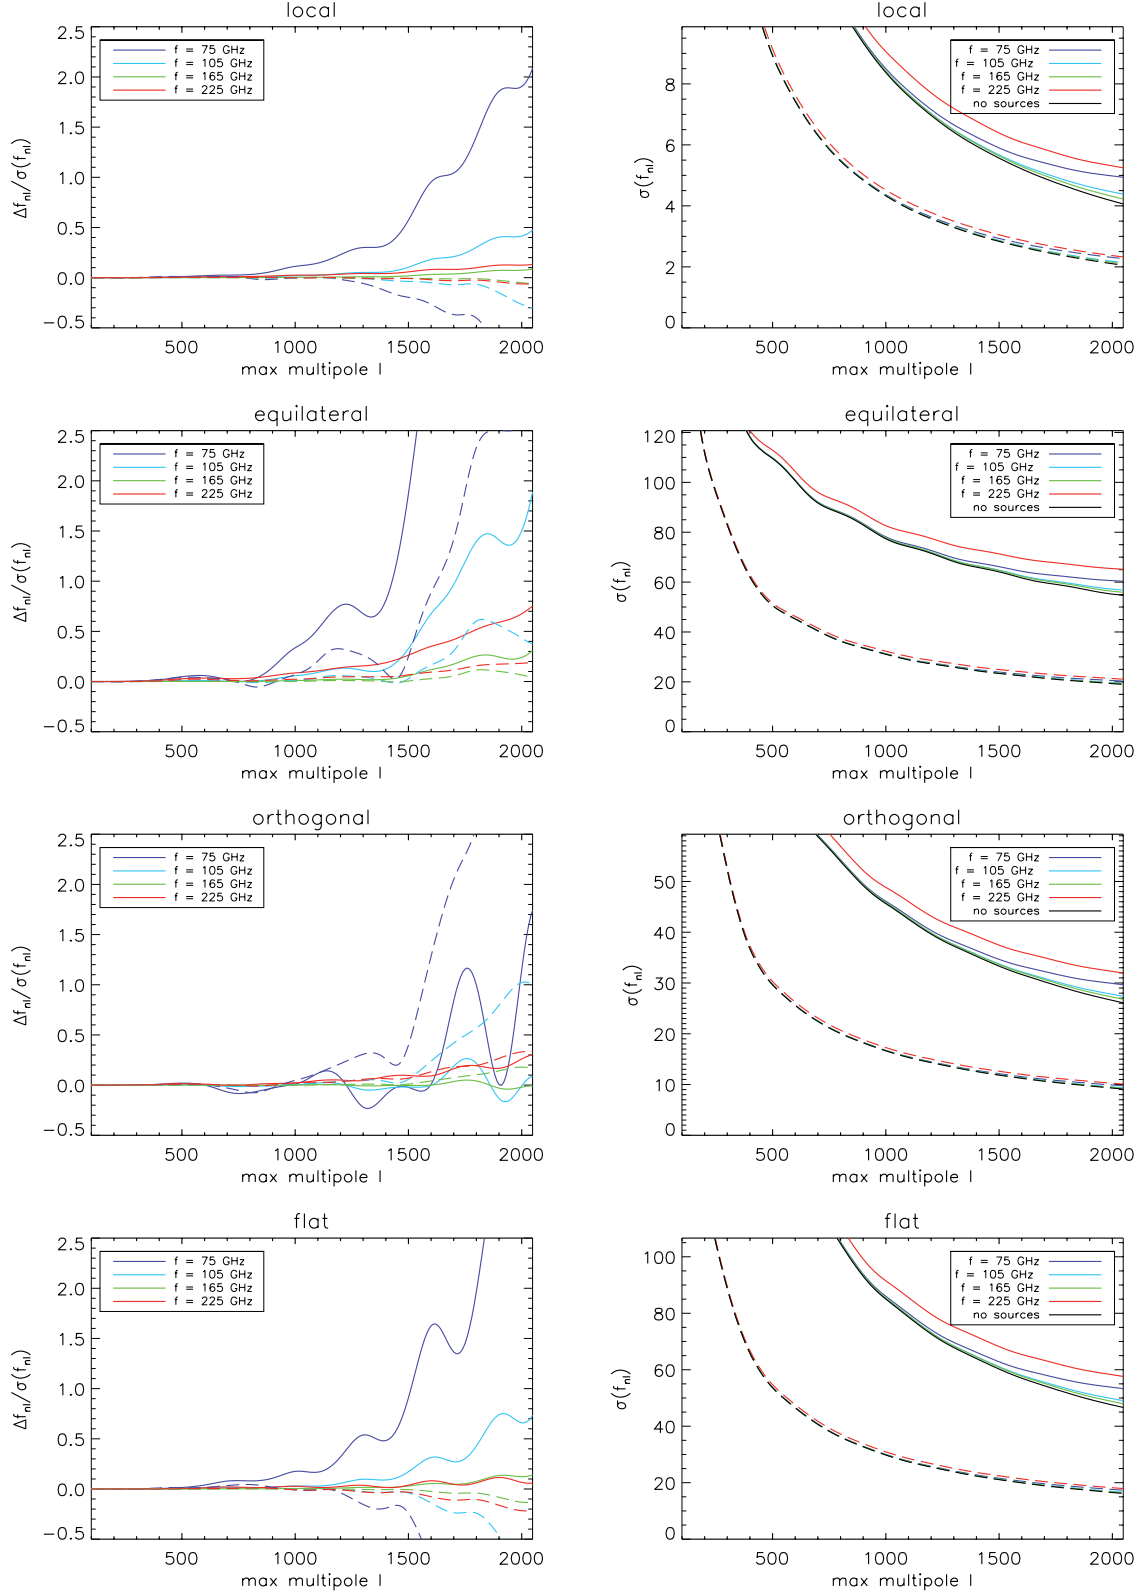 local
2.5
2.0
1.5
1.0
0.5
0.0
−0.5
Δf_nl/σ(f_nl)
f = 75 GHz
f = 105 GHz
f = 165 GHz
f = 225 GHz
500 1000 1500 2000
max multipole l
local
8
6
4
2
0
σ(f_nl)
f = 75 GHz
f = 105 GHz
f = 165 GHz
f = 225 GHz
no sources
500 1000 1500 2000
max multipole l
equilateral
2.5
2.0
1.5
1.0
0.5
0.0
−0.5
Δf_nl/σ(f_nl)
f = 75 GHz
f = 105 GHz
f = 165 GHz
f = 225 GHz
500 1000 1500 2000
max multipole l
equilateral
120
100
80
60
40
20
0
σ(f_nl)
f = 75 GHz
f = 105 GHz
f = 165 GHz
f = 225 GHz
no sources
500 1000 1500 2000
max multipole l
orthogonal
2.5
2.0
1.5
1.0
0.5
0.0
−0.5
Δf_nl/σ(f_nl)
f = 75 GHz
f = 105 GHz
f = 165 GHz
f = 225 GHz
500 1000 1500 2000
max multipole l
orthogonal
50
40
30
20
10
0
σ(f_nl)
f = 75 GHz
f = 105 GHz
f = 165 GHz
f = 225 GHz
no sources
500 1000 1500 2000
max multipole l
flat
2.5
2.0
1.5
1.0
0.5
0.0
−0.5
Δf_nl/σ(f_nl)
f = 75 GHz
f = 105 GHz
f = 165 GHz
f = 225 GHz
500 1000 1500 2000
max multipole l
flat
100
80
60
40
20
0
σ(f_nl)
f = 75 GHz
f = 105 GHz
f = 165 GHz
f = 225 GHz
no sources
500 1000 1500 2000
max multipole l